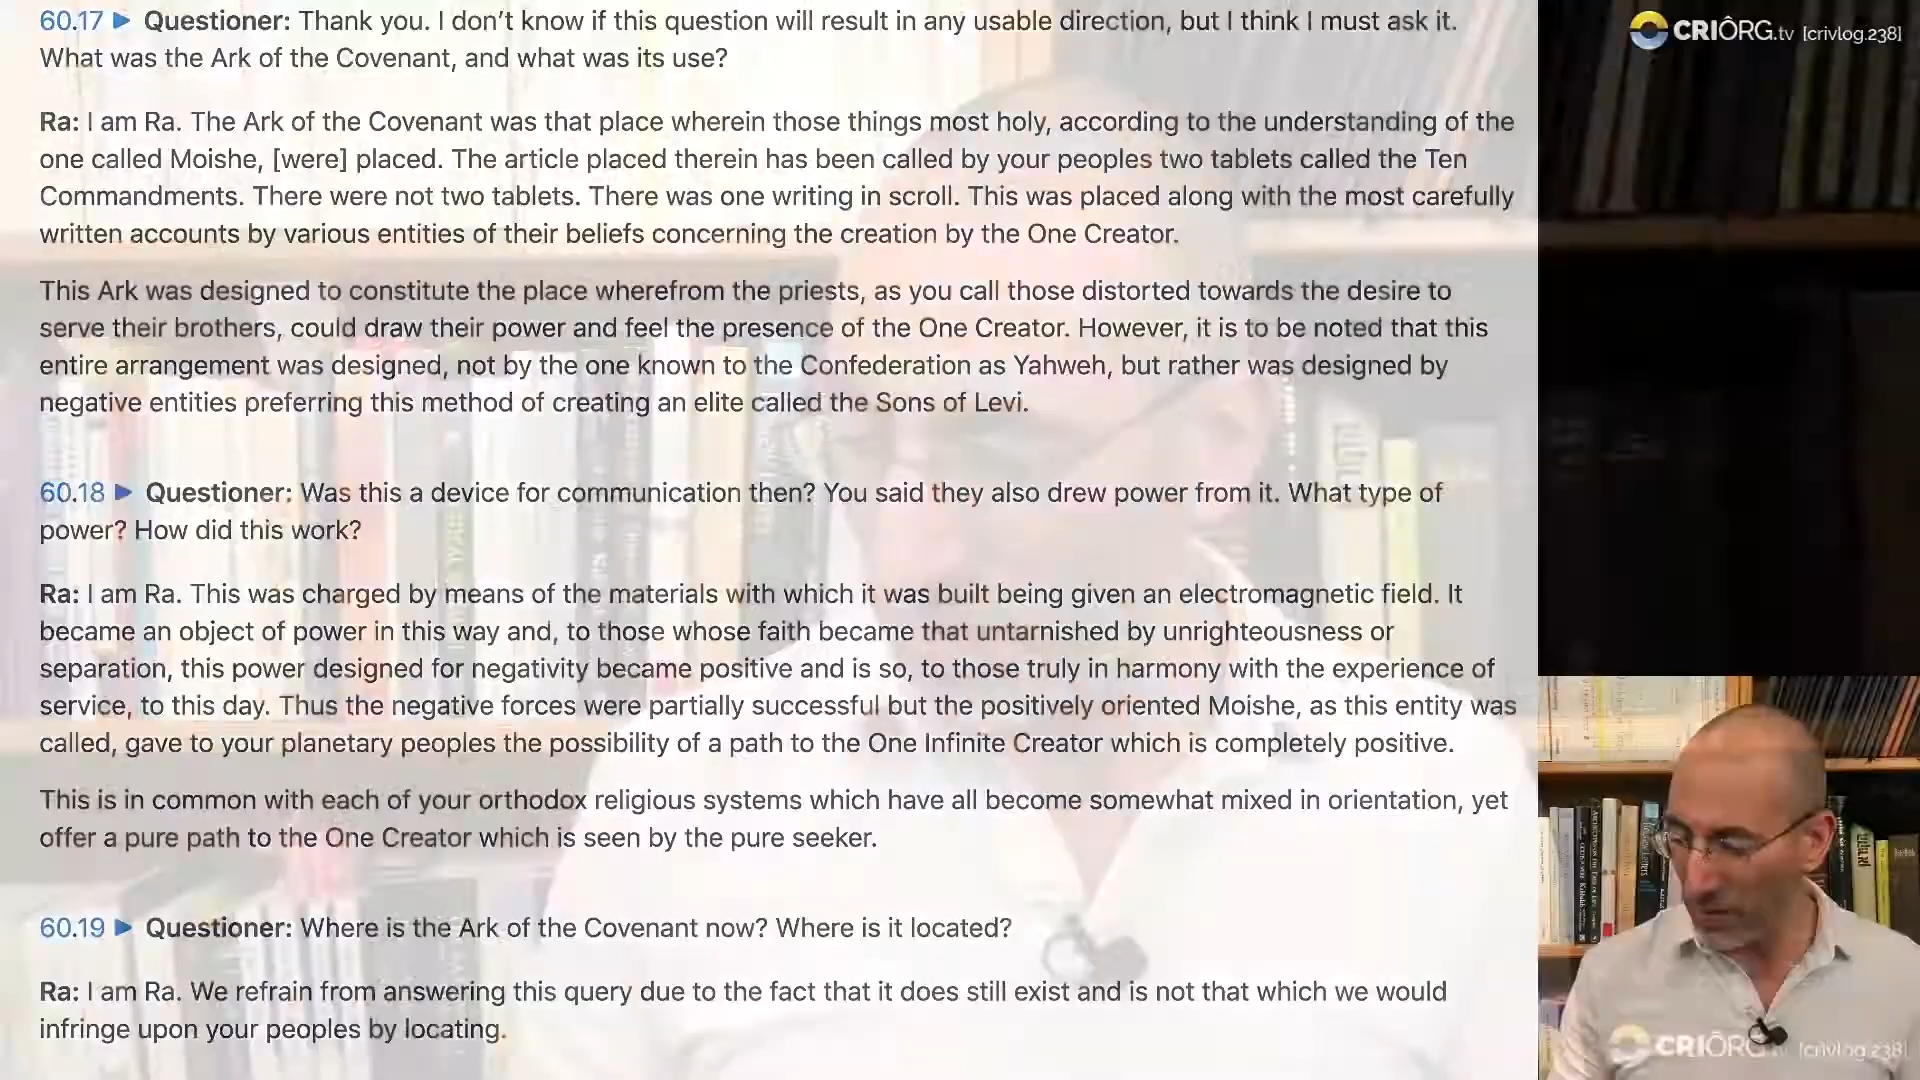 60.17 ▶ Questioner: Thank you. I don’t know if this question will result in any usable direction, but I think I must ask it.
What was the Ark of the Covenant, and what was its use?
Ra: I am Ra. The Ark of the Covenant was that place wherein those things most holy, according to the understanding of the
one called Moishe, [were] placed. The article placed therein has been called by your peoples two tablets called the Ten
Commandments. There were not two tablets. There was one writing in scroll. This was placed along with the most carefully
written accounts by various entities of their beliefs concerning the creation by the One Creator.
This Ark was designed to constitute the place wherefrom the priests, as you call those distorted towards the desire to
serve their brothers, could draw their power and feel the presence of the One Creator. However, it is to be noted that this
entire arrangement was designed, not by the one known to the Confederation as Yahweh, but rather was designed by
negative entities preferring this method of creating an elite called the Sons of Levi.
60.18 ▶ Questioner: Was this a device for communication then? You said they also drew power from it. What type of
power? How did this work?
Ra: I am Ra. This was charged by means of the materials with which it was built being given an electromagnetic field. It
became an object of power in this way and, to those whose faith became that untarnished by unrighteousness or
separation, this power designed for negativity became positive and is so, to those truly in harmony with the experience of
service, to this day. Thus the negative forces were partially successful but the positively oriented Moishe, as this entity was
called, gave to your planetary peoples the possibility of a path to the One Infinite Creator which is completely positive.
This is in common with each of your orthodox religious systems which have all become somewhat mixed in orientation, yet
offer a pure path to the One Creator which is seen by the pure seeker.
60.19 ▶ Questioner: Where is the Ark of the Covenant now? Where is it located?
Ra: I am Ra. We refrain from answering this query due to the fact that it does still exist and is not that which we would
infringe upon your peoples by locating.
CRIÔRG.tv [crivlog.238]
CRIÔRG.tv [crivlog.238]